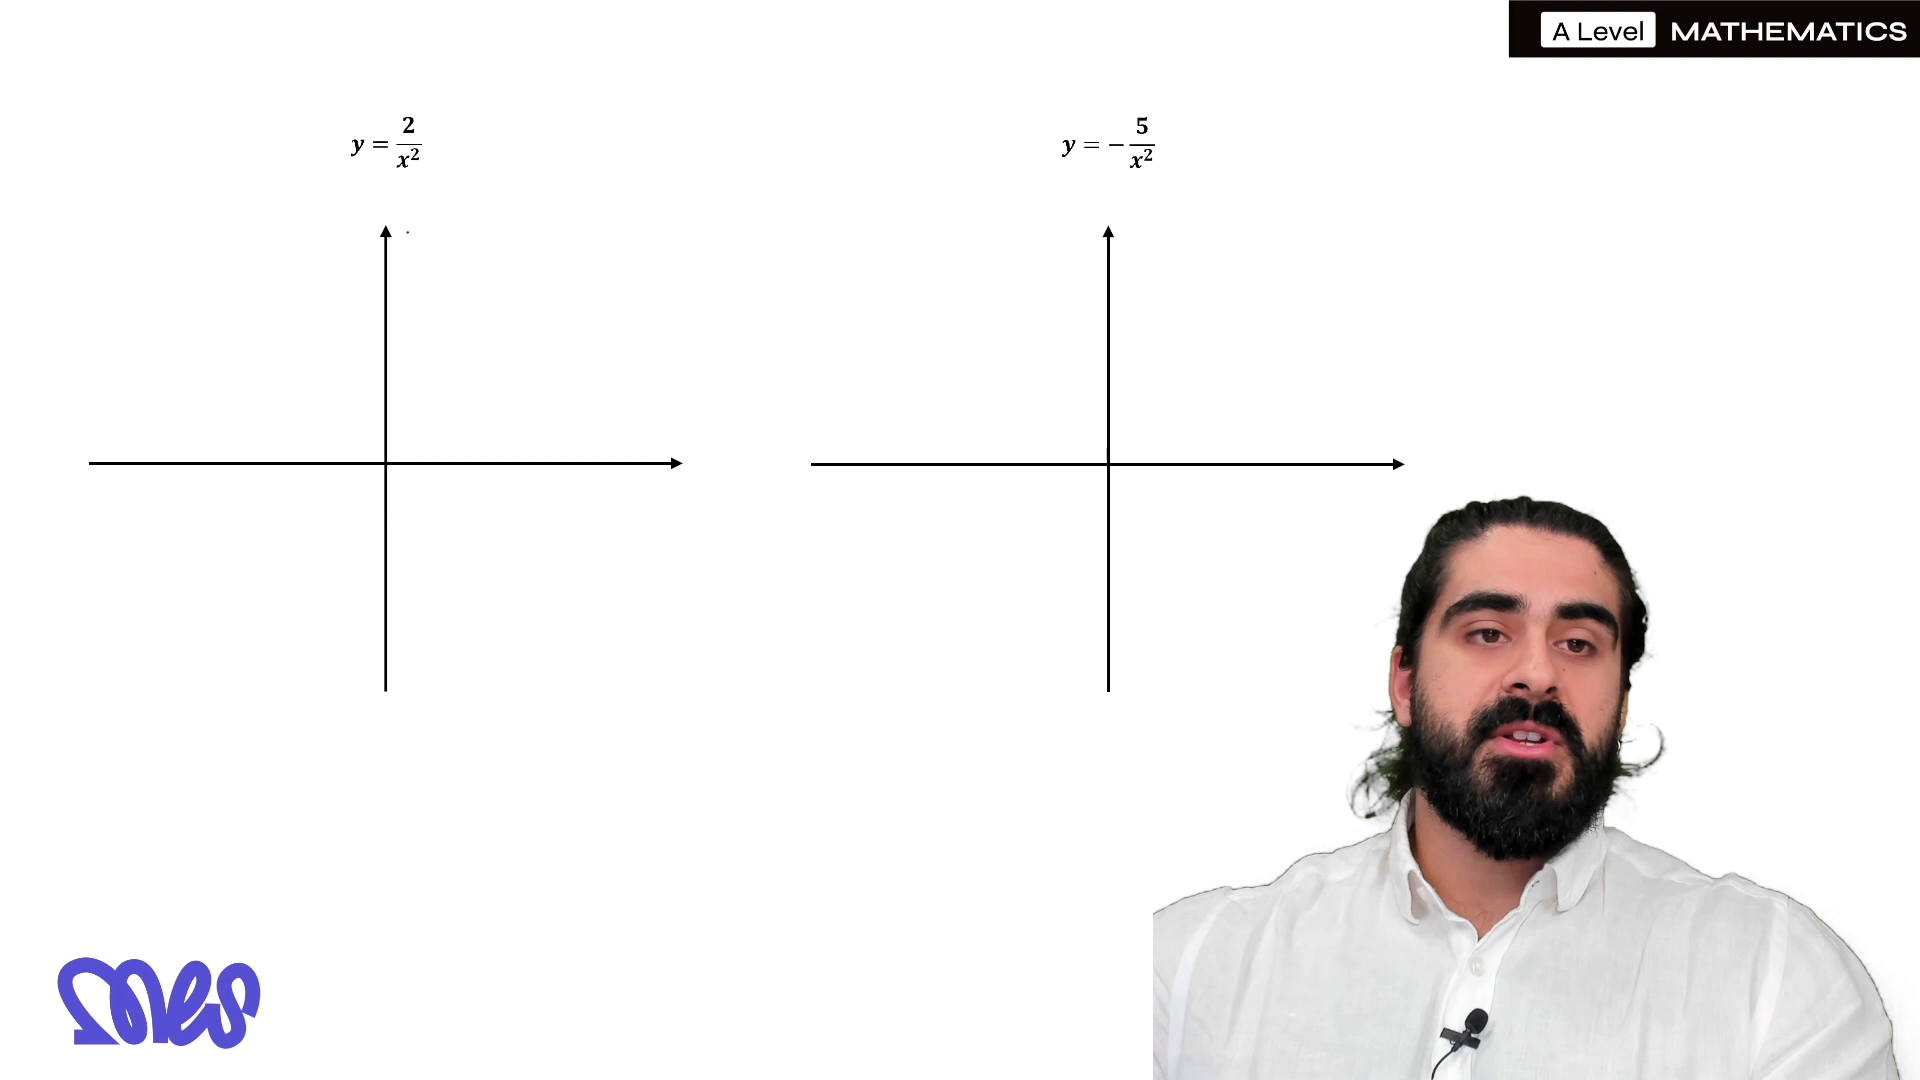 A Level MATHEMATICS
y = 2/x²
y = −5/x²